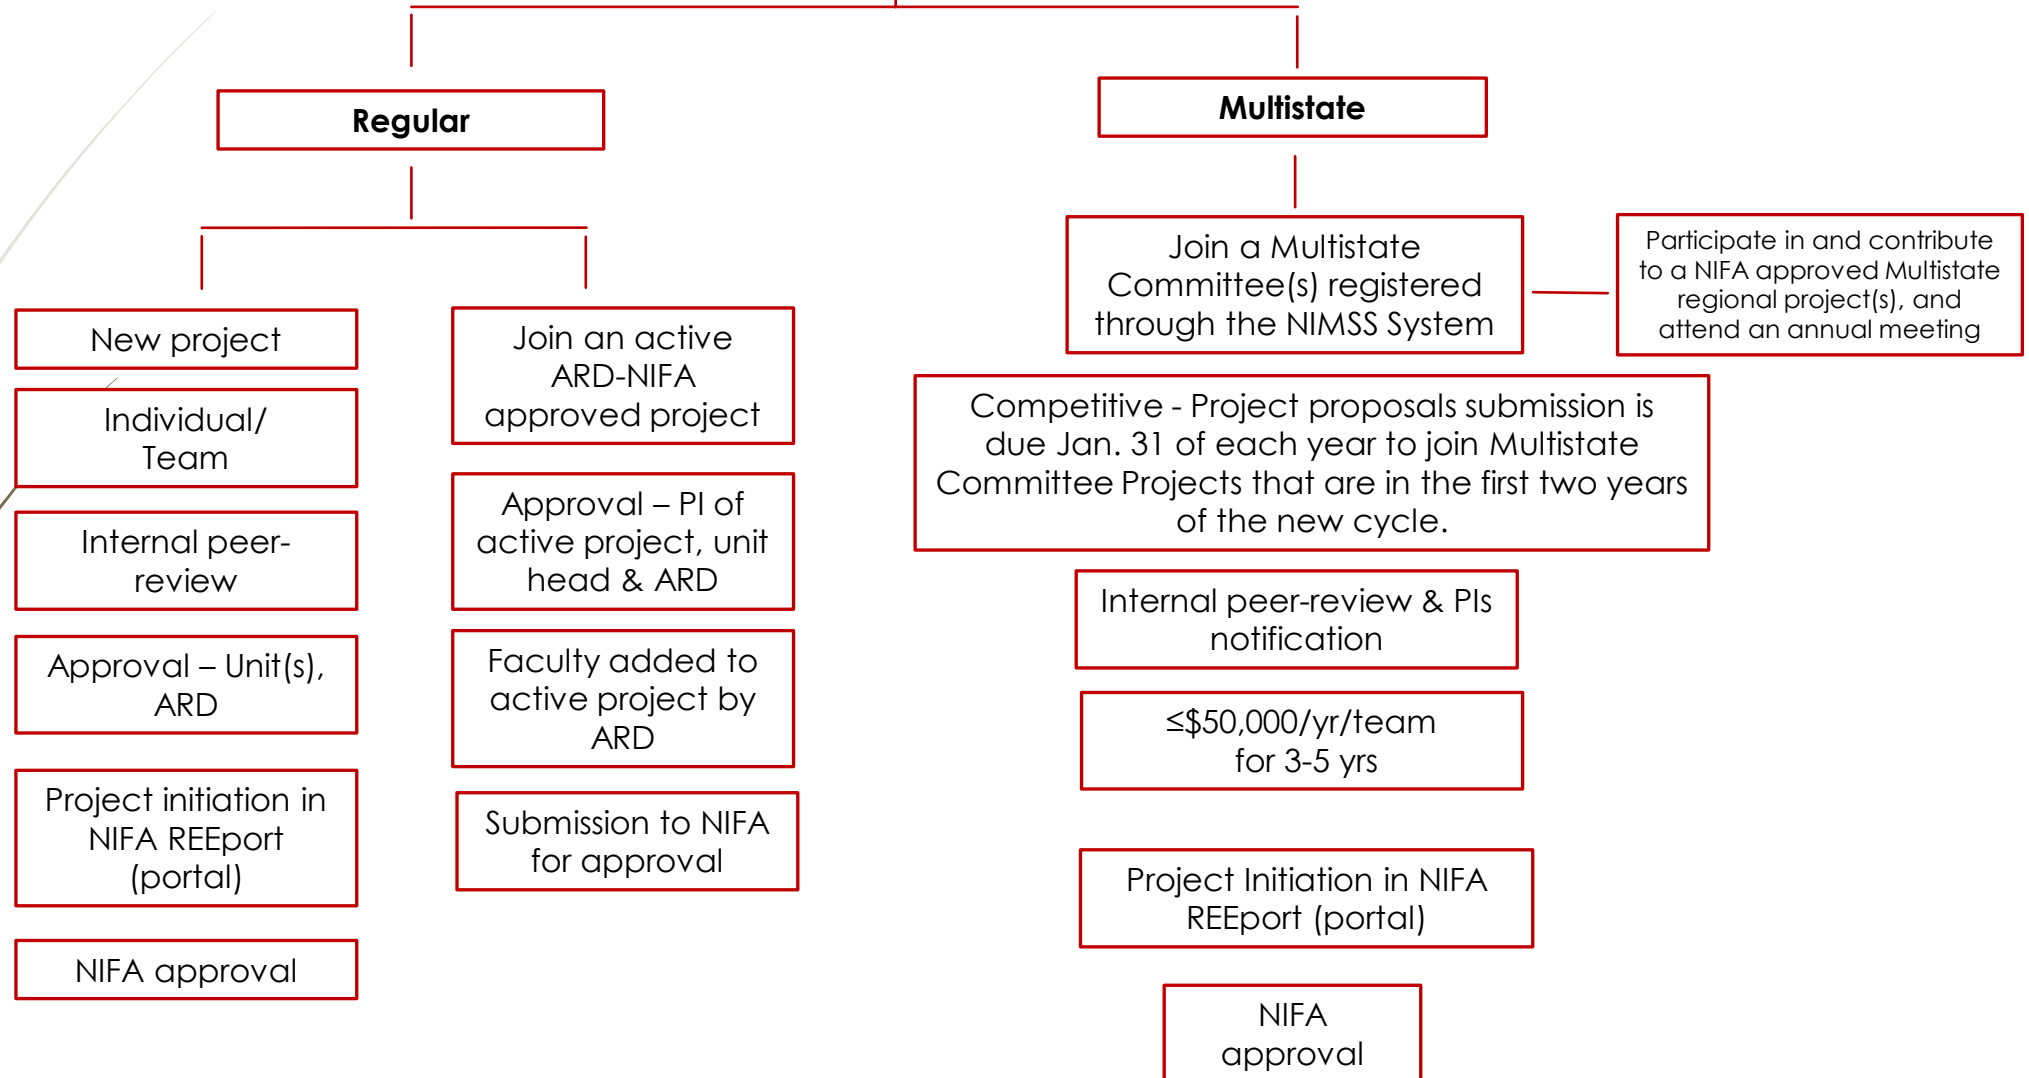 Regular
New project
Individual/
Team
Internal peer-
review
Approval – Unit(s),
ARD
Project initiation in
NIFA REEport
(portal)
NIFA approval
Join an active
ARD-NIFA
approved project
Approval – PI of
active project, unit
head & ARD
Faculty added to
active project by
ARD
Submission to NIFA
for approval
Multistate
Join a Multistate
Committee(s) registered
through the NIMSS System
Participate in and contribute
to a NIFA approved Multistate
regional project(s), and
attend an annual meeting
Competitive - Project proposals submission is
due Jan. 31 of each year to join Multistate
Committee Projects that are in the first two years
of the new cycle.
Internal peer-review & PIs
notification
≤$50,000/yr/team
for 3-5 yrs
Project Initiation in NIFA
REEport (portal)
NIFA
approval